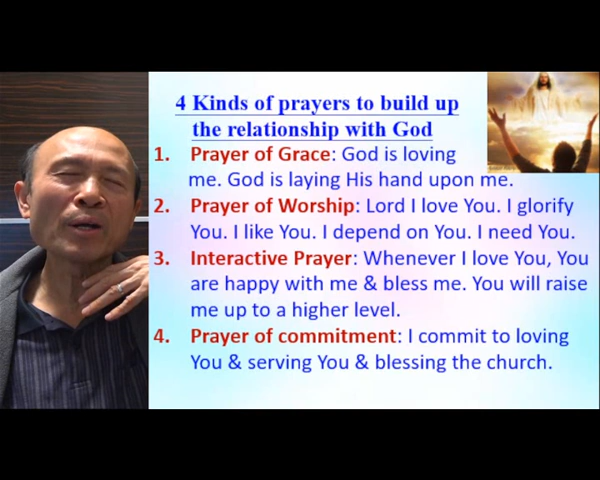 4 Kinds of prayers to build up
the relationship with God
1. Prayer of Grace: God is loving
me. God is laying His hand upon me.
2. Prayer of Worship: Lord I love You. I glorify
You. I like You. I depend on You. I need You.
3. Interactive Prayer: Whenever I love You, You
are happy with me & bless me. You will raise
me up to a higher level.
4. Prayer of commitment: I commit to loving
You & serving You & blessing the church.